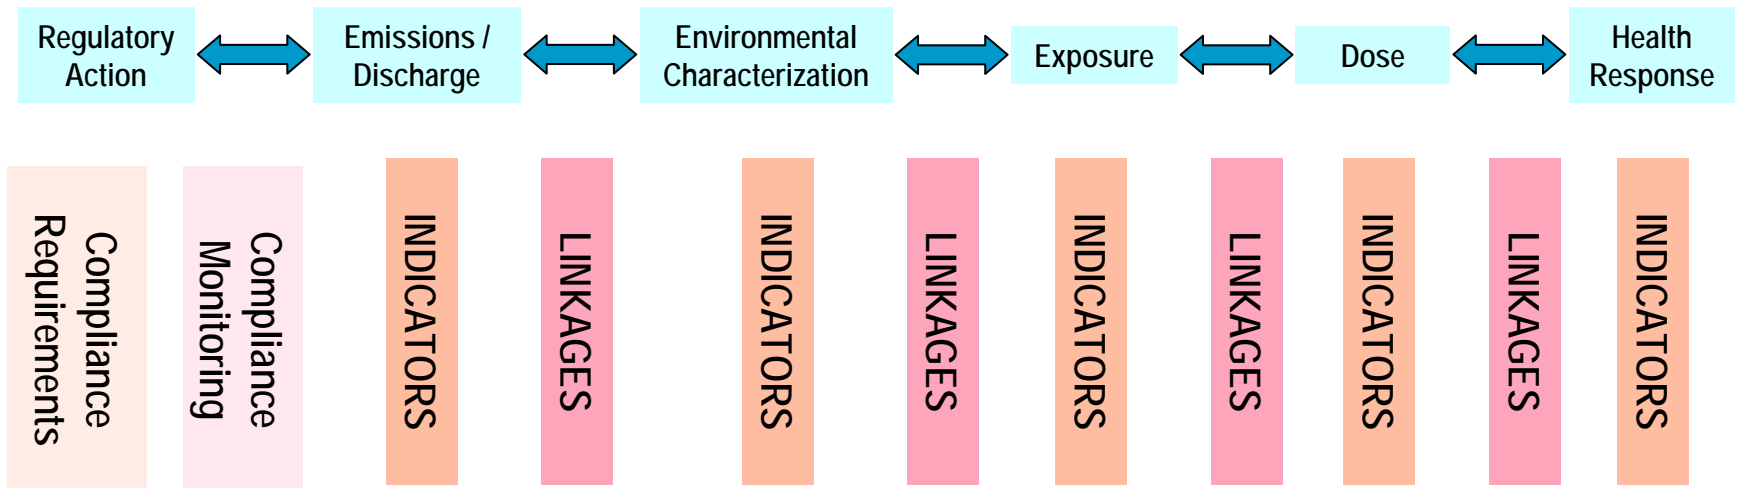 Regulatory
Action
Emissions /
Discharge
Environmental
Characterization
Exposure
Dose
Health
Response
Compliance
Requirements
Compliance
Monitoring
INDICATORS
LINKAGES
INDICATORS
LINKAGES
INDICATORS
LINKAGES
INDICATORS
LINKAGES
INDICATORS